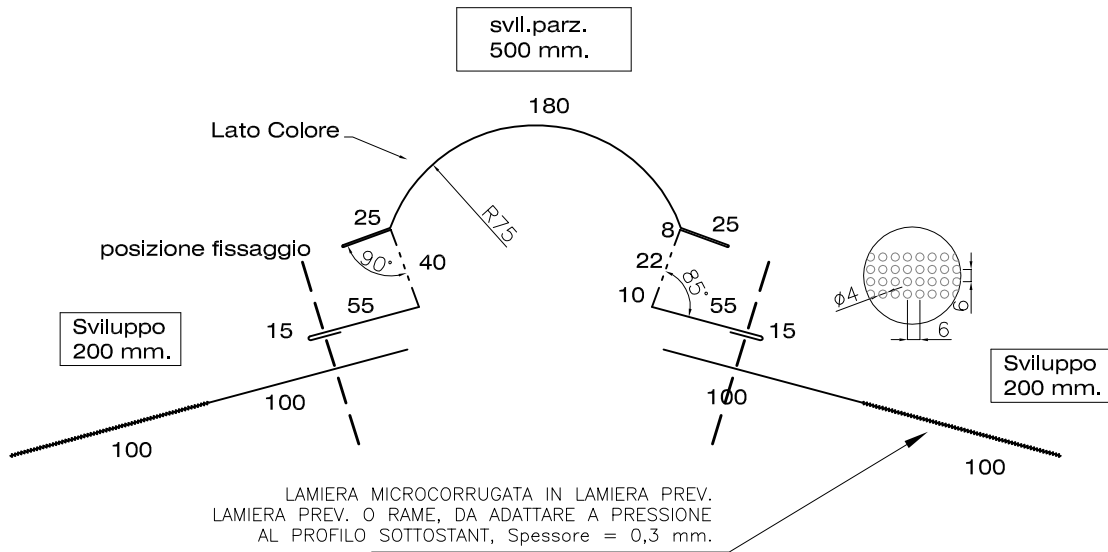 svil.parz.
500 mm.
180
Lato Colore
R75
25
8
25
posizione fissaggio
90°
40
22
85°
10
55
55
15
15
ø4
6
6
Sviluppo
200 mm.
Sviluppo
200 mm.
100
100
100
100
LAMIERA MICROCORRUGATA IN LAMIERA PREV.
LAMIERA PREV. O RAME, DA ADATTARE A PRESSIONE
AL PROFILO SOTTOSTANT, Spessore = 0,3 mm.